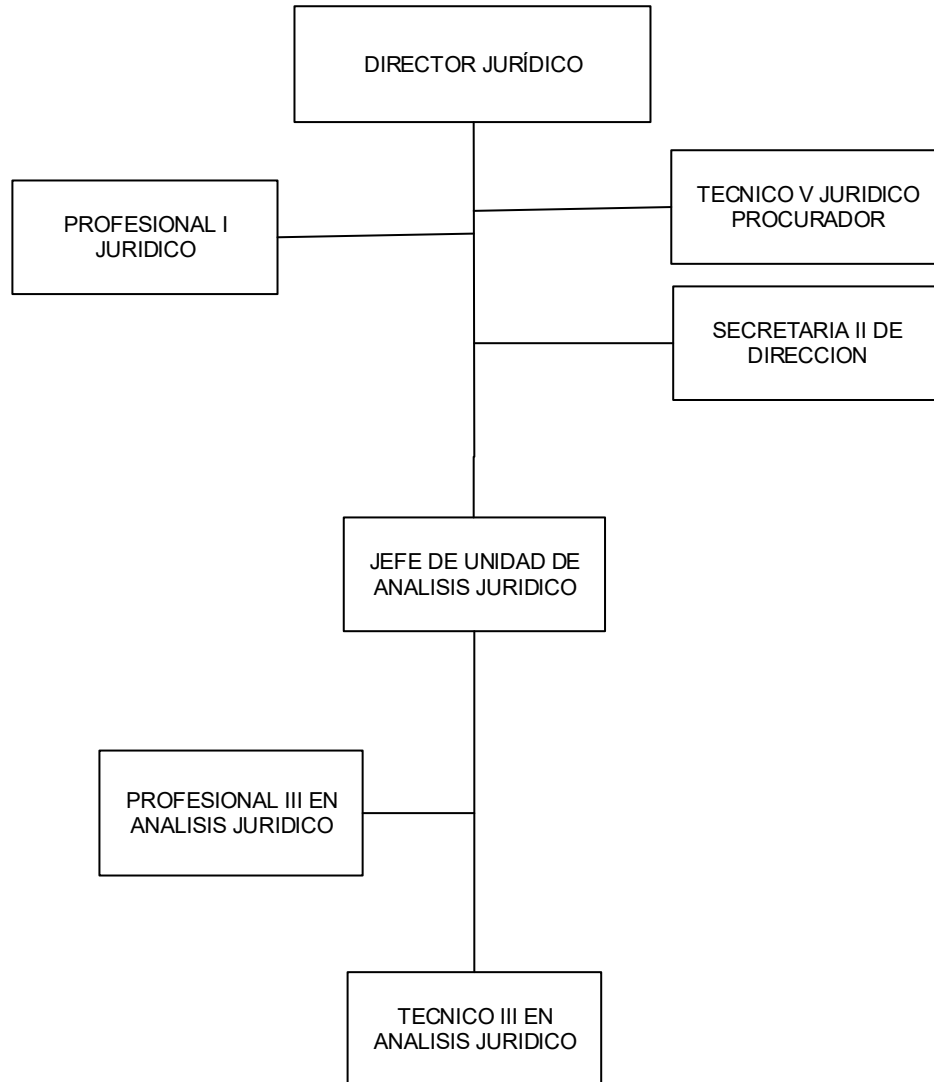 DIRECTOR JURÍDICO
TECNICO V JURIDICO
PROCURADOR
PROFESIONAL I
JURIDICO
SECRETARIA II DE
DIRECCION
JEFE DE UNIDAD DE
ANALISIS JURIDICO
PROFESIONAL III EN
ANALISIS JURIDICO
TECNICO III EN
ANALISIS JURIDICO